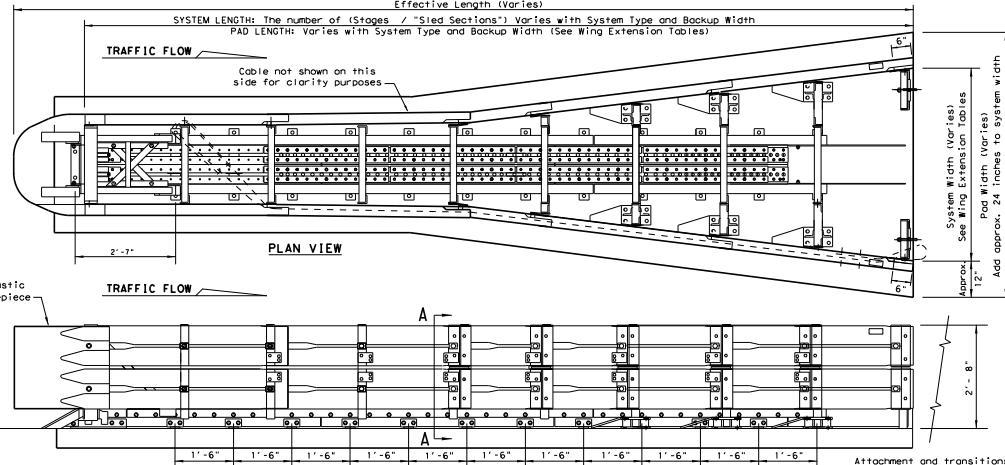 Effective Length (Varies)
SYSTEM LENGTH: The number of (Stages / "Sled Sections") Varies with System Type and Backup Width
PAD LENGTH: Varies with System Type and Backup Width (See Wing Extension Tables)
TRAFFIC FLOW
Cable not shown on this
side for clarity purposes
6"
System Width (Varies)
See Wing Extension Tables
Pad Width (Varies)
Add approx. 24 inches to system width
2'-7"
PLAN VIEW
Approx.
12"
6"
TRAFFIC FLOW
stic
piece
A
2'- 8"
A
1'-6" 1'-6" 1'-6" 1'-6" 1'-6" 1'-6" 1'-6" 1'-6" 1'-6" 1'-6" 1'-6"
Attachment and transitions